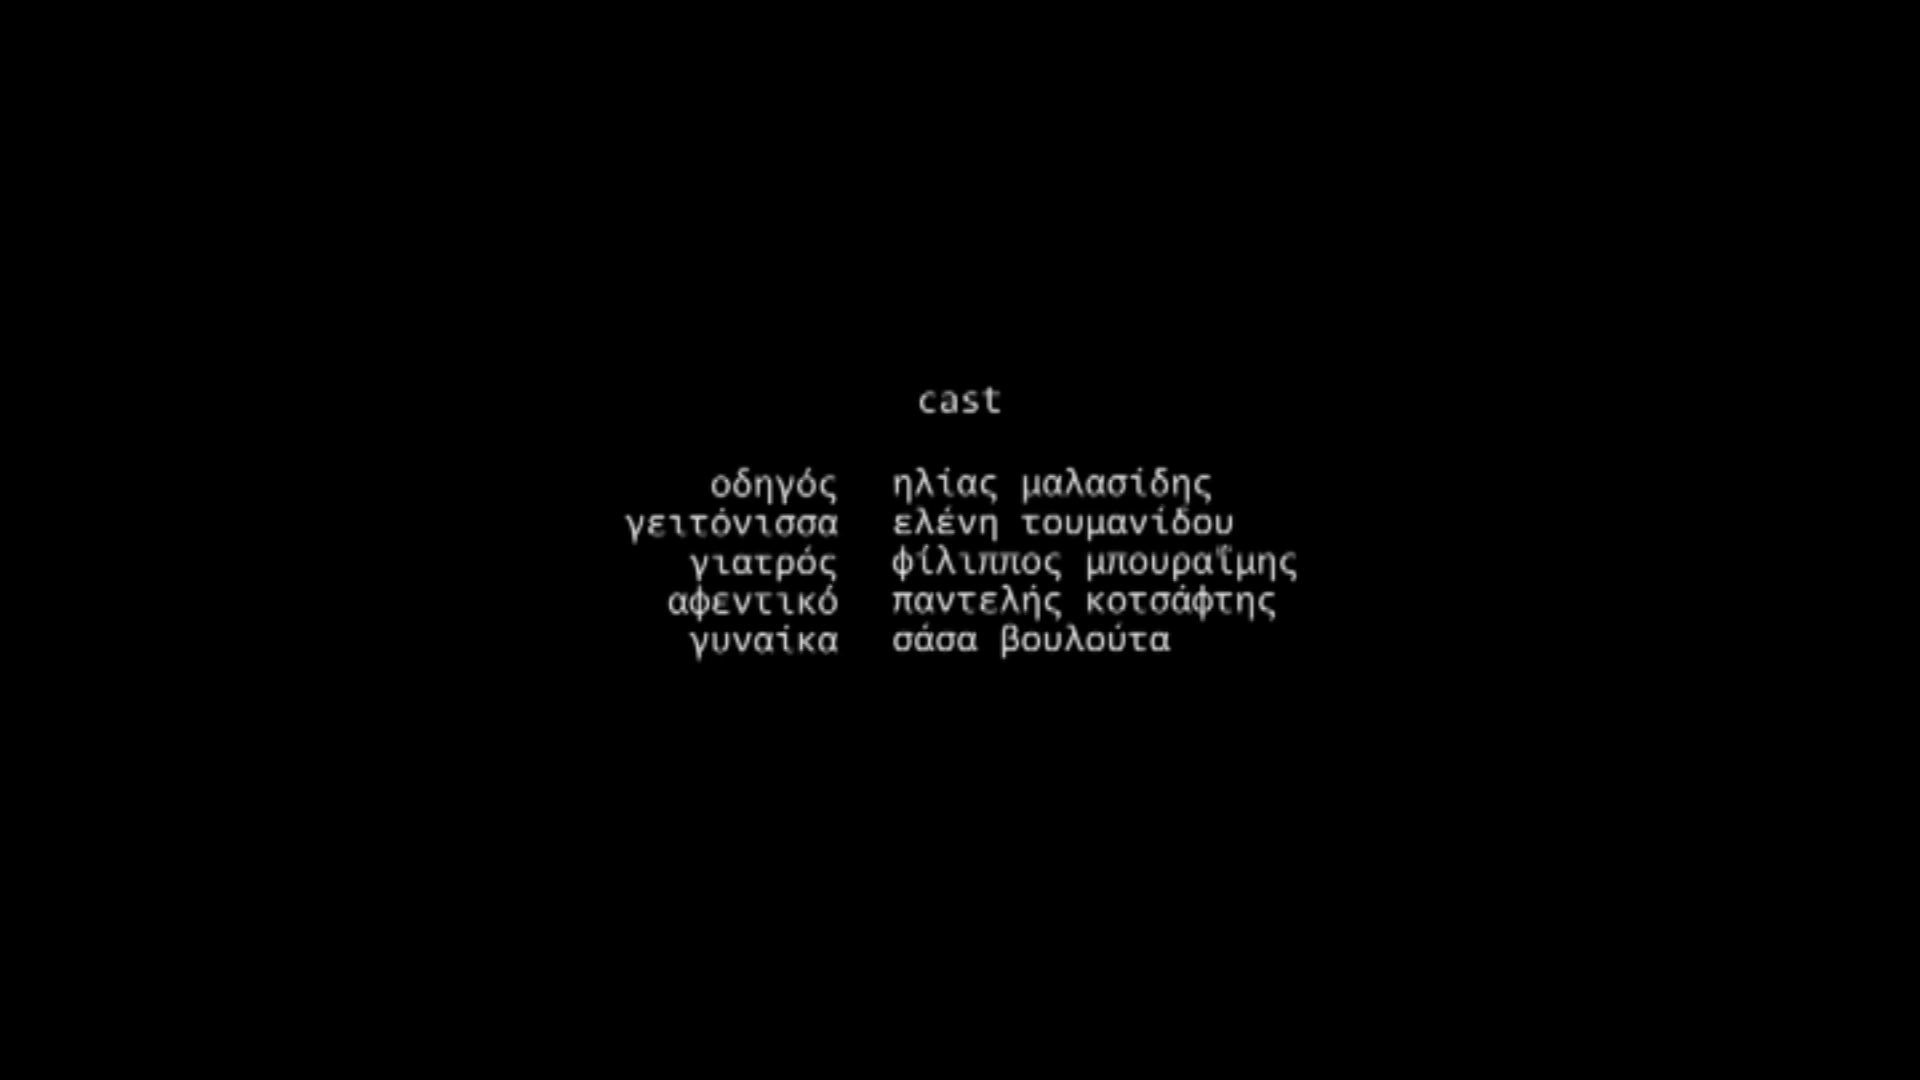 cast
οδηγός ηλίας μαλασίδης
γειτόνισσα ελένη τουμανίδου
γιατρός φίλιππος μπουραΐμης
αφεντικό παντελής κοτσάφτης
γυναίκα σάσα βουλούτα